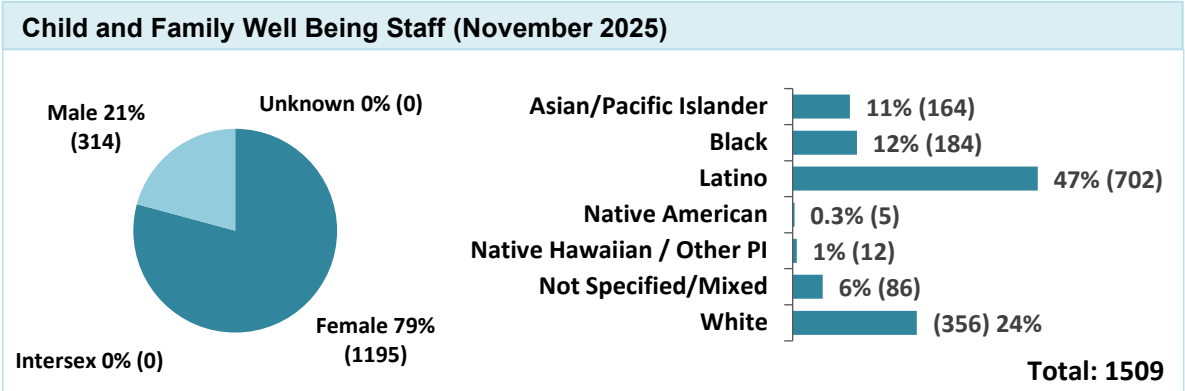 Child and Family Well Being Staff (November 2025)
Unknown 0% (0)
Male 21%
(314)
Female 79%
(1195)
Intersex 0% (0)
Asian/Pacific Islander 11% (164)
Black 12% (184)
Latino 47% (702)
Native American 0.3% (5)
Native Hawaiian / Other PI 1% (12)
Not Specified/Mixed 6% (86)
White (356) 24%
Total: 1509